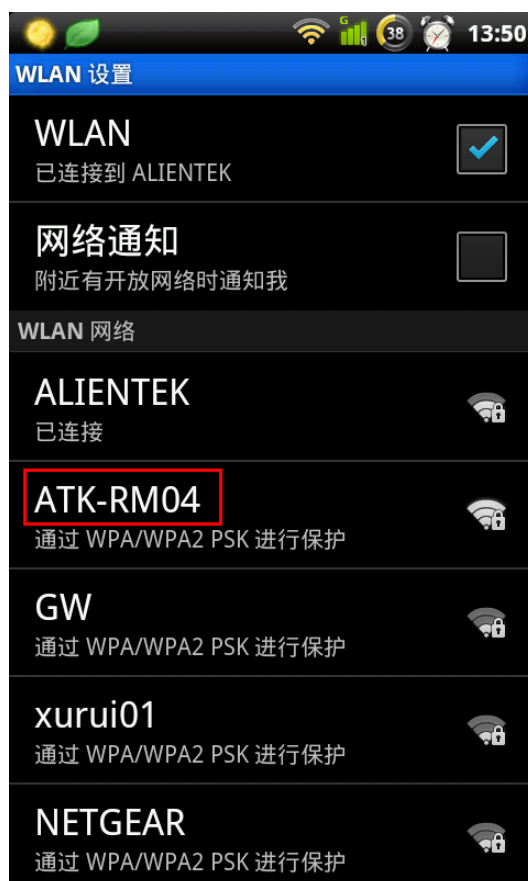 G
38
13:50
WLAN 设置
WLAN
已连接到 ALIENTEK
网络通知
附近有开放网络时通知我
WLAN 网络
ALIENTEK
已连接
ATK-RM04
通过 WPA/WPA2 PSK 进行保护
GW
通过 WPA/WPA2 PSK 进行保护
xurui01
通过 WPA/WPA2 PSK 进行保护
NETGEAR
通过 WPA/WPA2 PSK 进行保护